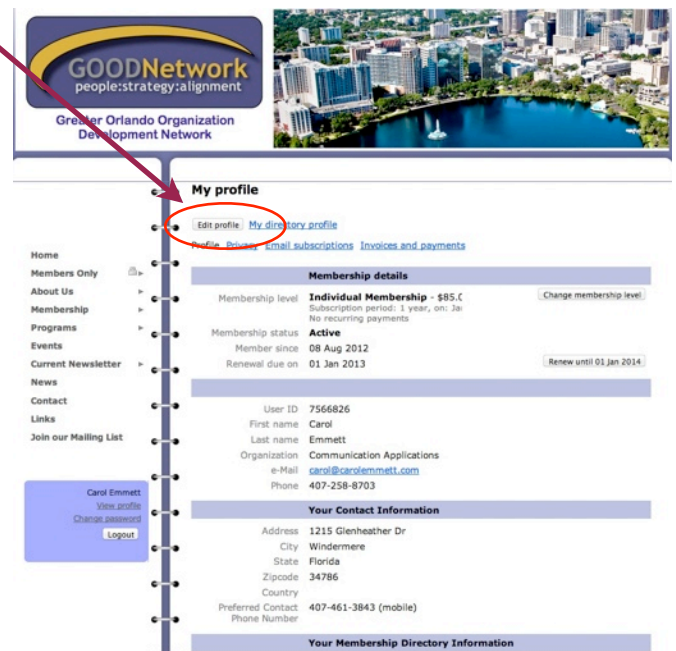 GOODNetwork
people:strategy:alignment
Greater Orlando Organization
Development Network
My profile
Edit profile My directory profile
Profile Privacy Email subscriptions Invoices and payments
Home
Members Only
About Us
Membership
Programs
Events
Current Newsletter
News
Contact
Links
Join our Mailing List
Carol Emmett
View profile
Change password
Logout
Membership details
Membership level Individual Membership - $85.0 Change membership level
Subscription period: 1 year, on: Jan
No recurring payments
Membership status Active
Member since 08 Aug 2012
Renewal due on 01 Jan 2013 Renew until 01 Jan 2014
User ID 7566826
First name Carol
Last name Emmett
Organization Communication Applications
e-Mail carol@carolemmett.com
Phone 407-258-8703
Your Contact Information
Address 1215 Glenheather Dr
City Windermere
State Florida
Zipcode 34786
Country
Preferred Contact 407-461-3843 (mobile)
Phone Number
Your Membership Directory Information